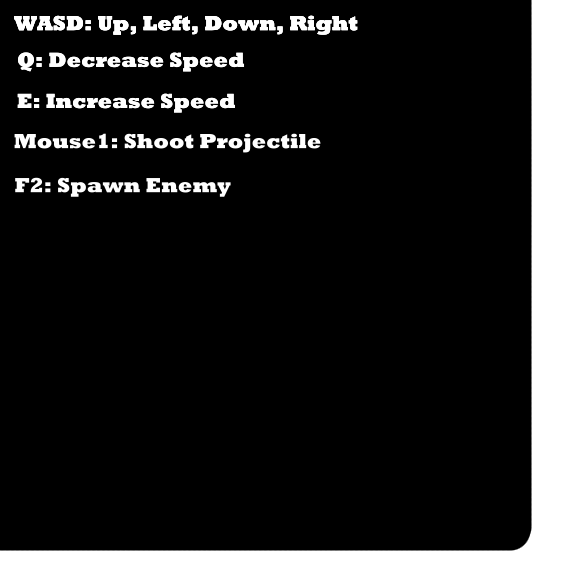 WASD: Up, Left, Down, Right
Q: Decrease Speed
E: Increase Speed
Mouse1: Shoot Projectile
F2: Spawn Enemy